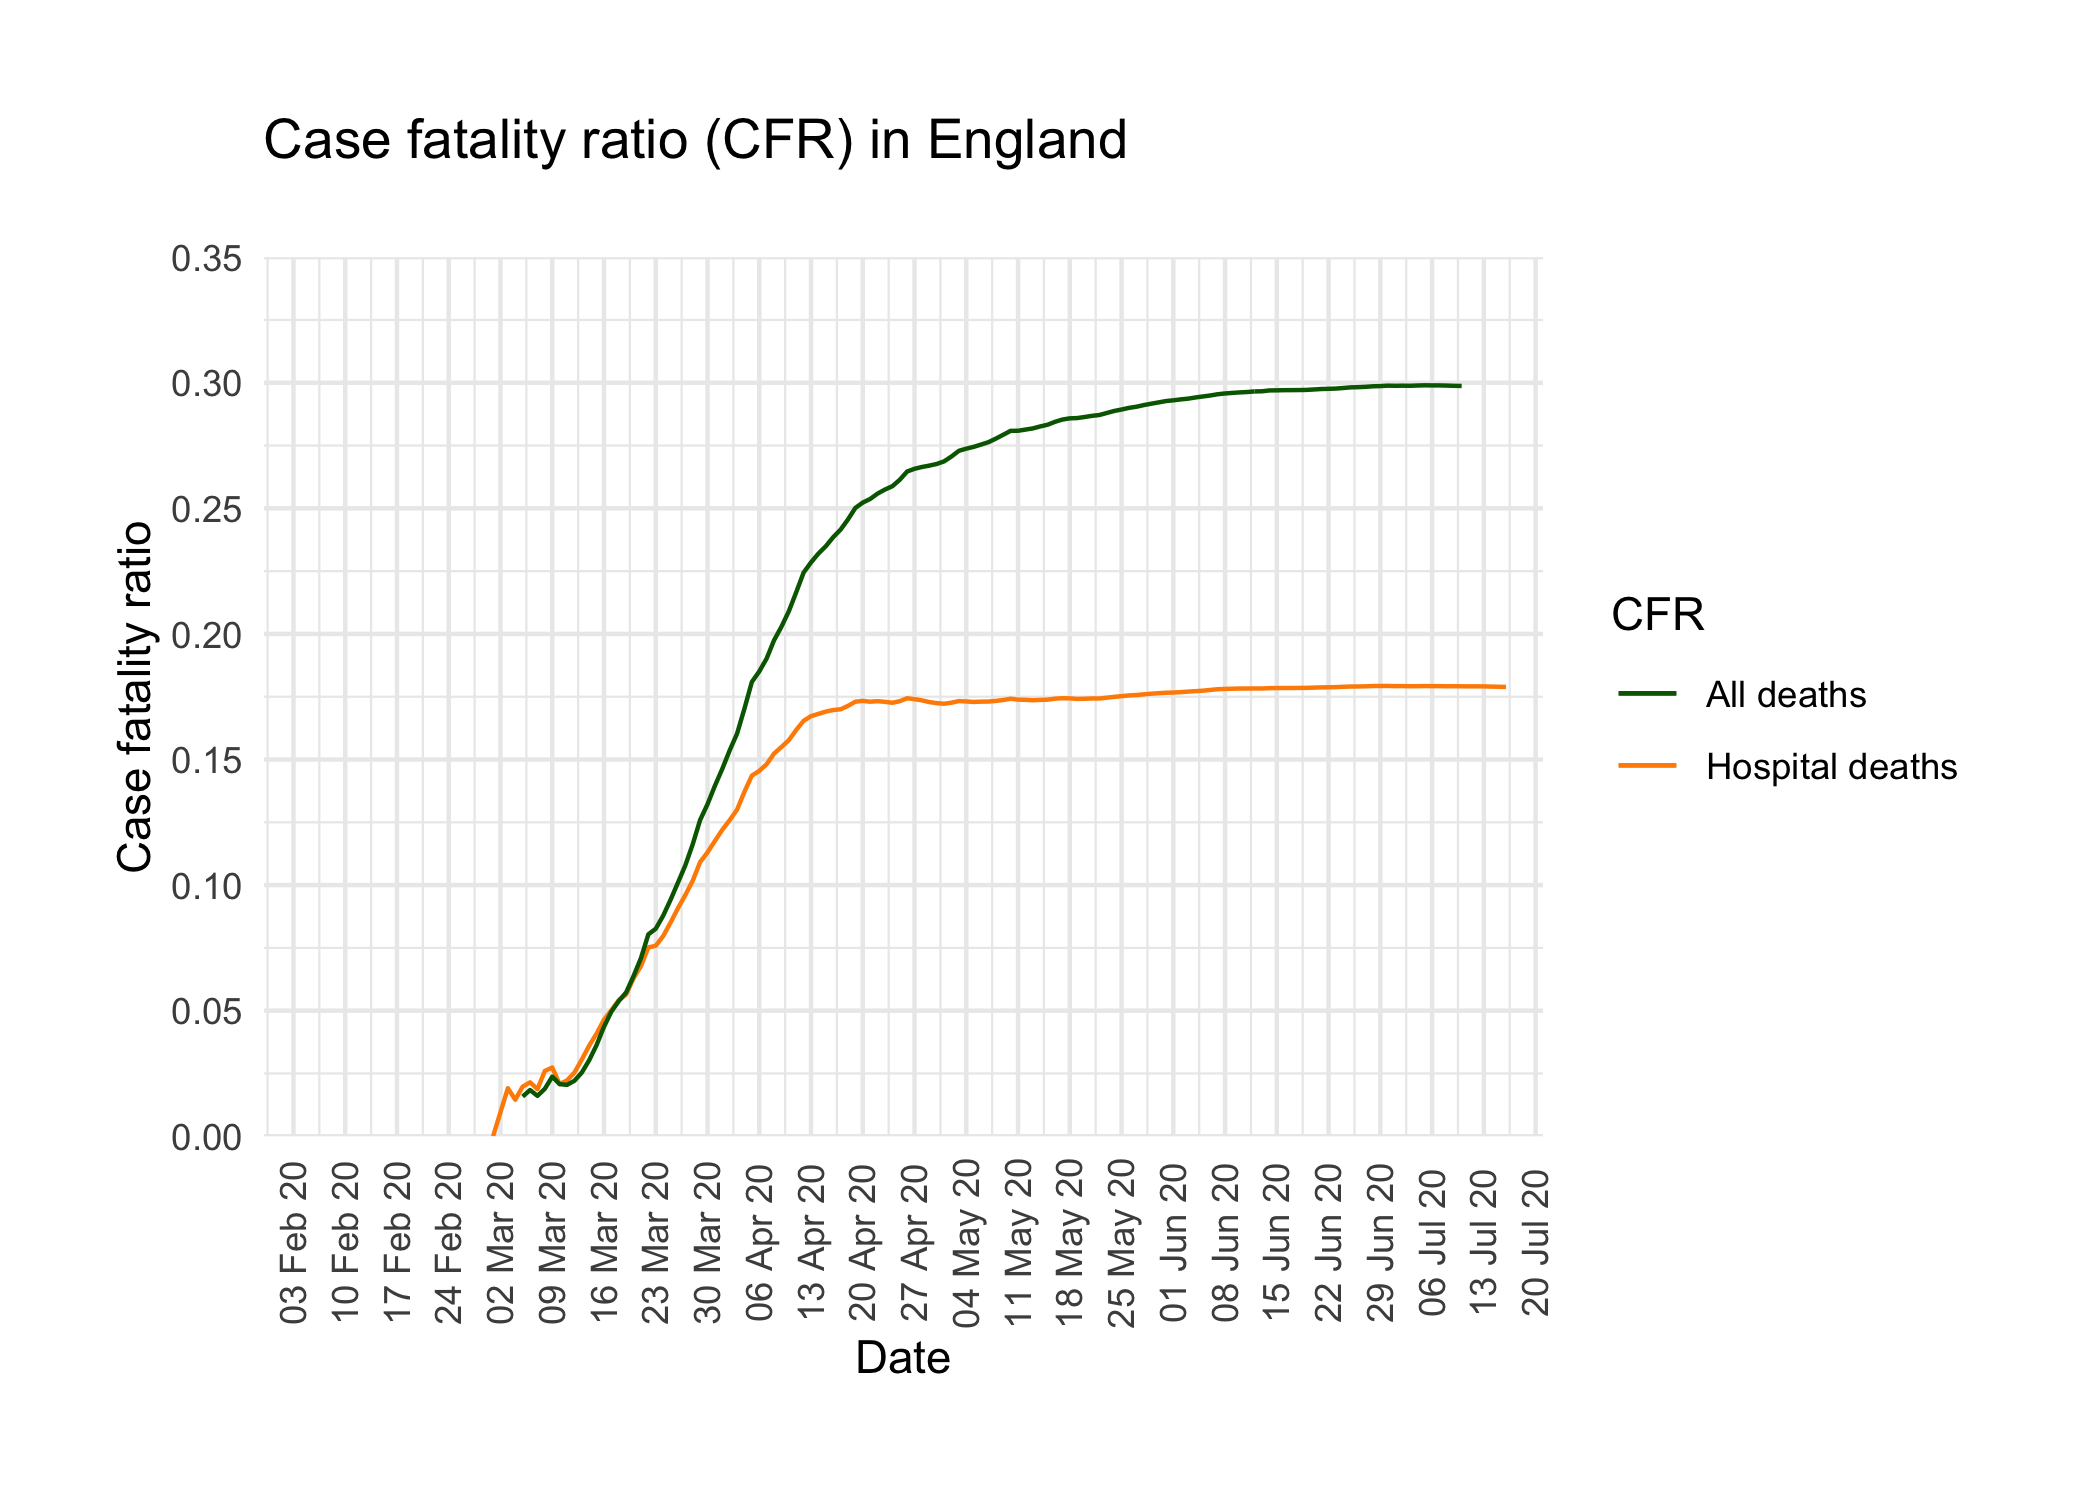 Case fatality ratio (CFR) in England
0.35
0.30
0.25
0.20
0.15
0.10
0.05
0.00
Case fatality ratio
03 Feb 20
10 Feb 20
17 Feb 20
24 Feb 20
02 Mar 20
09 Mar 20
16 Mar 20
23 Mar 20
30 Mar 20
06 Apr 20
13 Apr 20
20 Apr 20
27 Apr 20
04 May 20
11 May 20
18 May 20
25 May 20
01 Jun 20
08 Jun 20
15 Jun 20
22 Jun 20
29 Jun 20
06 Jul 20
13 Jul 20
20 Jul 20
Date
CFR
All deaths
Hospital deaths